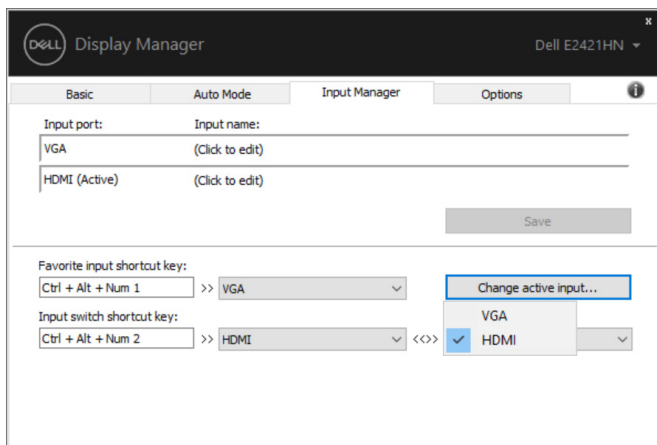 DELL Display Manager
Dell E2421HN
x
Basic Auto Mode Input Manager Options
Input port: Input name:
VGA (Click to edit)
HDMI (Active) (Click to edit)
Save
Favorite input shortcut key:
Ctrl + Alt + Num 1 >> VGA Change active input...
Input switch shortcut key:
VGA
Ctrl + Alt + Num 2 >> HDMI <<>> HDMI